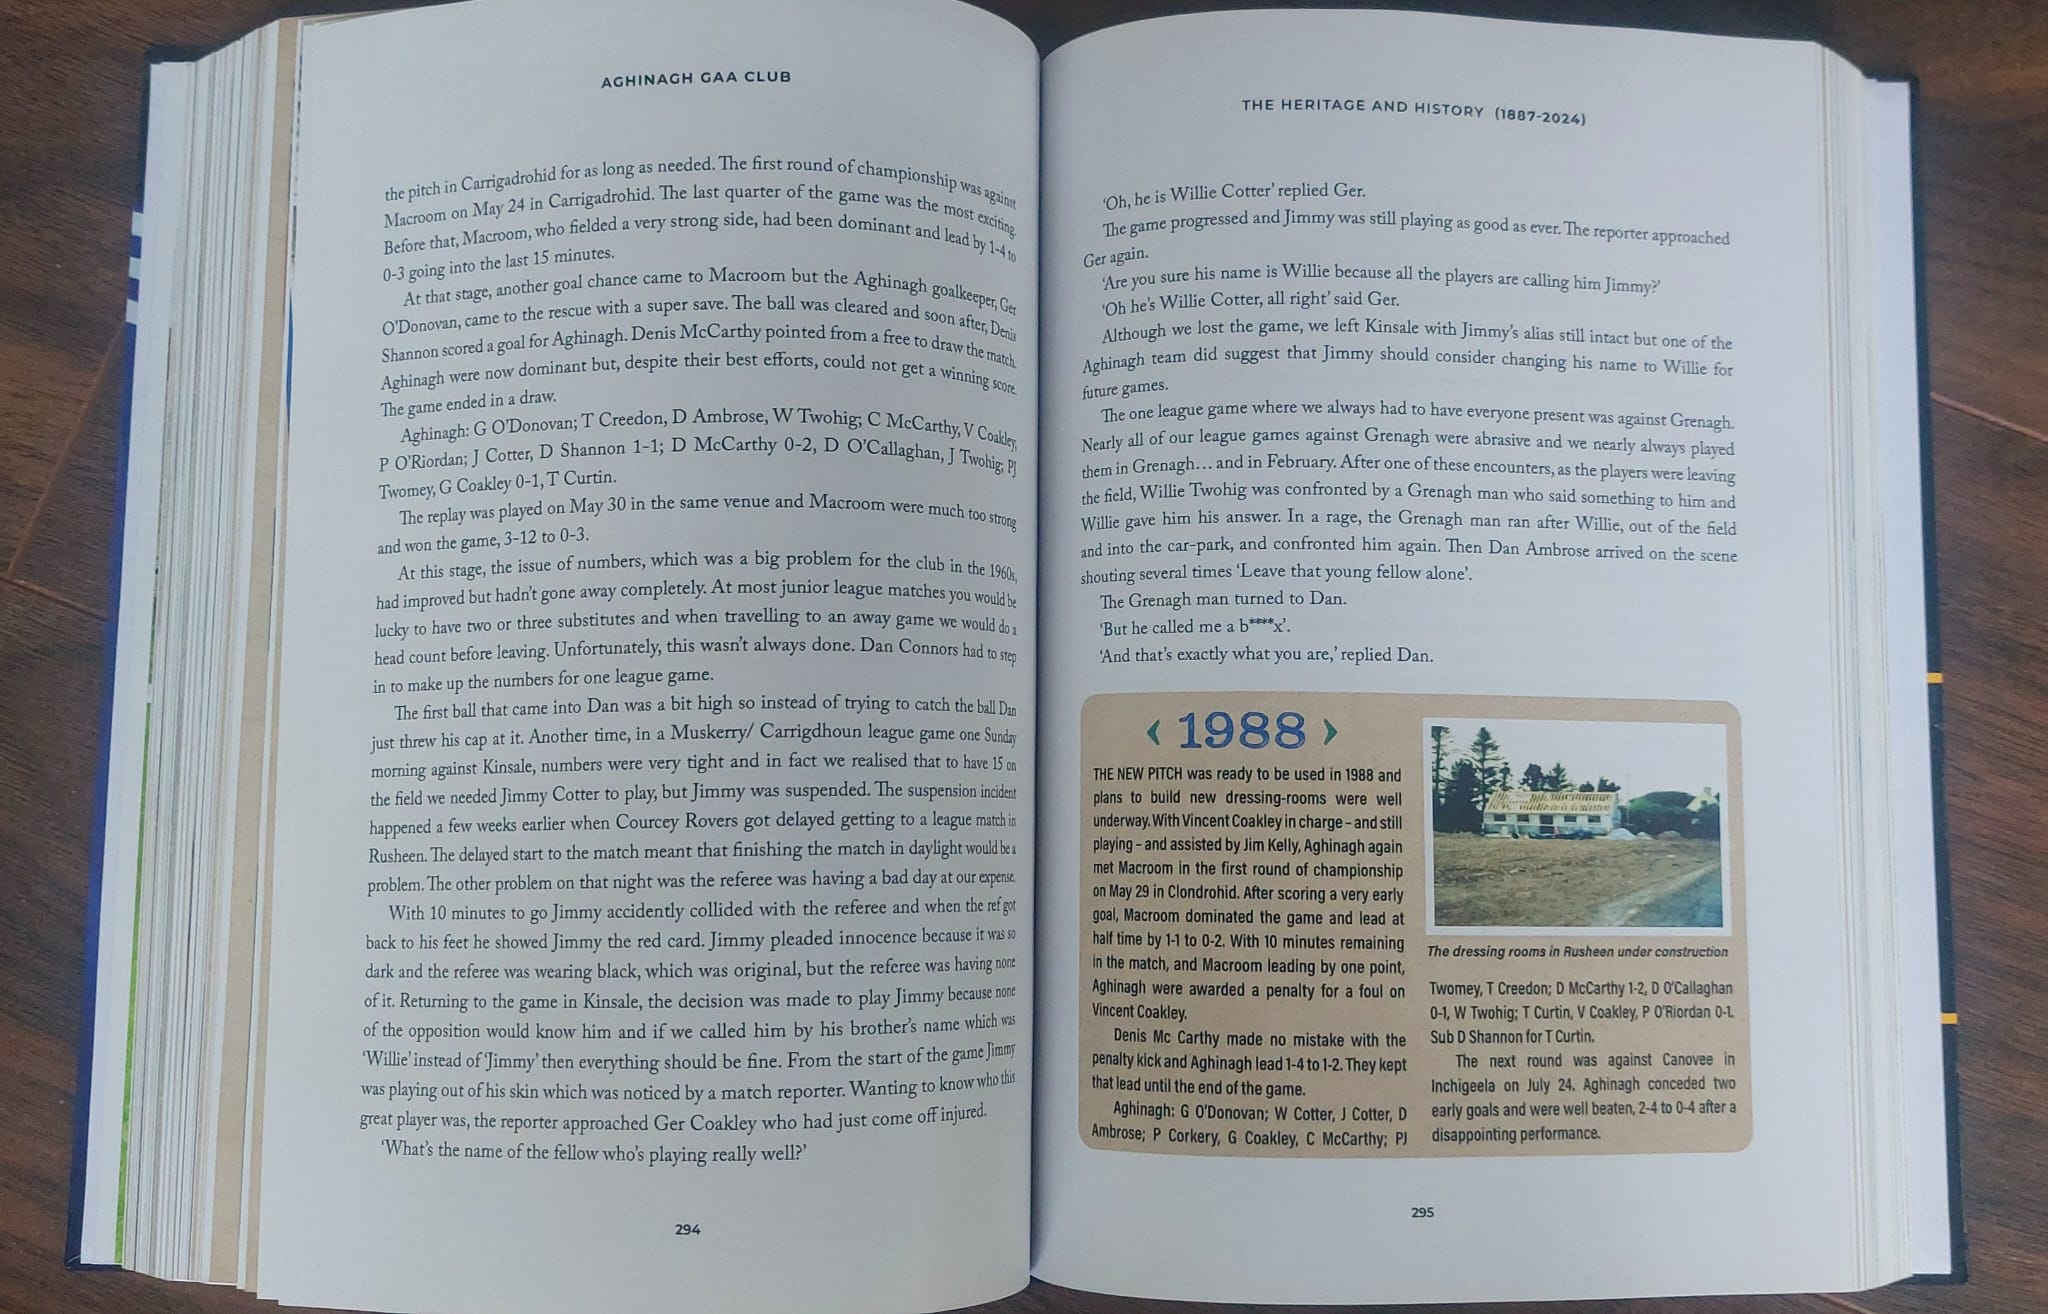 AGHINAGH GAA CLUB
the pitch in Carrigadrohid for as long as needed. The first round of championship was against
Macroom on May 24 in Carrigadrohid. The last quarter of the game was the most exciting.
Before that, Macroom, who fielded a very strong side, had been dominant and lead by 1-4 to
0-3 going into the last 15 minutes.
At that stage, another goal chance came to Macroom but the Aghinagh goalkeeper, Ger
O'Donovan, came to the rescue with a super save. The ball was cleared and soon after, Denis
Shannon scored a goal for Aghinagh. Denis McCarthy pointed from a free to draw the match.
Aghinagh were now dominant but, despite their best efforts, could not get a winning score.
The game ended in a draw.
Aghinagh: G O'Donovan; T Creedon, D Ambrose, W Twohig; C McCarthy, V Coakley,
P O'Riordan; J Cotter, D Shannon 1-1; D McCarthy 0-2, D O'Callaghan, J Twohig; PJ
Twomey, G Coakley 0-1, T Curtin.
The replay was played on May 30 in the same venue and Macroom were much too strong
and won the game, 3-12 to 0-3.
At this stage, the issue of numbers, which was a big problem for the club in the 1960s,
had improved but hadn't gone away completely. At most junior league matches you would be
lucky to have two or three substitutes and when travelling to an away game we would do a
head count before leaving. Unfortunately, this wasn't always done. Dan Connors had to step
in to make up the numbers for one league game.
The first ball that came into Dan was a bit high so instead of trying to catch the ball Dan
just threw his cap at it. Another time, in a Muskerry/ Carrigdhoun league game one Sunday
morning against Kinsale, numbers were very tight and in fact we realised that to have 15 on
the field we needed Jimmy Cotter to play, but Jimmy was suspended. The suspension incident
happened a few weeks earlier when Courcey Rovers got delayed getting to a league match in
Rusheen. The delayed start to the match meant that finishing the match in daylight would be a
problem. The other problem on that night was the referee was having a bad day at our expense.
With 10 minutes to go Jimmy accidently collided with the referee and when the ref got
back to his feet he showed Jimmy the red card. Jimmy pleaded innocence because it was so
dark and the referee was wearing black, which was original, but the referee was having none
of it. Returning to the game in Kinsale, the decision was made to play Jimmy because none
of the opposition would know him and if we called him by his brother's name which was
'Willie' instead of 'Jimmy' then everything should be fine. From the start of the game Jimmy
was playing out of his skin which was noticed by a match reporter. Wanting to know who this
great player was, the reporter approached Ger Coakley who had just come off injured.
'What's the name of the fellow who's playing really well?'
294
THE HERITAGE AND HISTORY (1887-2024)
'Oh, he is Willie Cotter' replied Ger.
The game progressed and Jimmy was still playing as good as ever. The reporter approached
Ger again.
'Are you sure his name is Willie because all the players are calling him Jimmy?'
'Oh he's Willie Cotter, all right' said Ger.
Although we lost the game, we left Kinsale with Jimmy's alias still intact but one of the
Aghinagh team did suggest that Jimmy should consider changing his name to Willie for
future games.
The one league game where we always had to have everyone present was against Grenagh.
Nearly all of our league games against Grenagh were abrasive and we nearly always played
them in Grenagh... and in February. After one of these encounters, as the players were leaving
the field, Willie Twohig was confronted by a Grenagh man who said something to him and
Willie gave him his answer. In a rage, the Grenagh man ran after Willie, out of the field
and into the car-park, and confronted him again. Then Dan Ambrose arrived on the scene
shouting several times 'Leave that young fellow alone'.
The Grenagh man turned to Dan.
'But he called me a b****x'.
'And that's exactly what you are,' replied Dan.
‹ 1988 ›
THE NEW PITCH was ready to be used in 1988 and
plans to build new dressing-rooms were well
underway. With Vincent Coakley in charge – and still
playing – and assisted by Jim Kelly, Aghinagh again
met Macroom in the first round of championship
on May 29 in Clondrohid. After scoring a very early
goal, Macroom dominated the game and lead at
half time by 1-1 to 0-2. With 10 minutes remaining
in the match, and Macroom leading by one point,
Aghinagh were awarded a penalty for a foul on
Vincent Coakley.
Denis Mc Carthy made no mistake with the
penalty kick and Aghinagh lead 1-4 to 1-2. They kept
that lead until the end of the game.
Aghinagh: G O'Donovan; W Cotter, J Cotter, D
Ambrose; P Corkery, G Coakley, C McCarthy; PJ
The dressing rooms in Rusheen under construction
Twomey, T Creedon; D McCarthy 1-2, D O'Callaghan
0-1, W Twohig; T Curtin, V Coakley, P O'Riordan 0-1.
Sub D Shannon for T Curtin.
The next round was against Canovee in
Inchigeela on July 24. Aghinagh conceded two
early goals and were well beaten, 2-4 to 0-4 after a
disappointing performance.
295